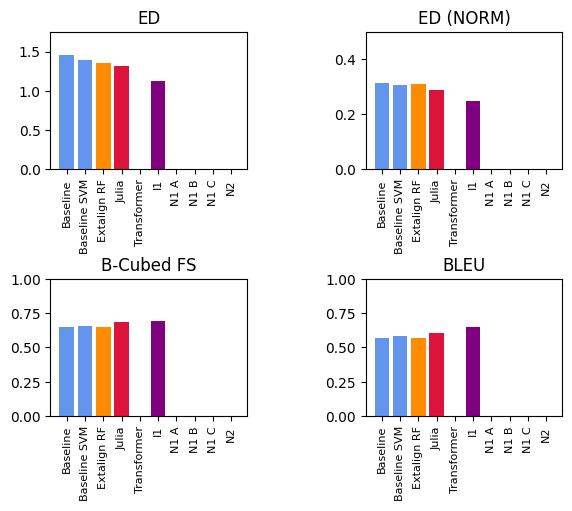 ED
1.5
1.0
0.5
0.0
Baseline
Baseline SVM
Extalign RF
Julia
Transformer
I1
N1 A
N1 B
N1 C
N2
ED (NORM)
0.4
0.2
0.0
Baseline
Baseline SVM
Extalign RF
Julia
Transformer
I1
N1 A
N1 B
N1 C
N2
B-Cubed FS
1.00
0.75
0.50
0.25
0.00
Baseline
Baseline SVM
Extalign RF
Julia
Transformer
I1
N1 A
N1 B
N1 C
N2
BLEU
1.00
0.75
0.50
0.25
0.00
Baseline
Baseline SVM
Extalign RF
Julia
Transformer
I1
N1 A
N1 B
N1 C
N2